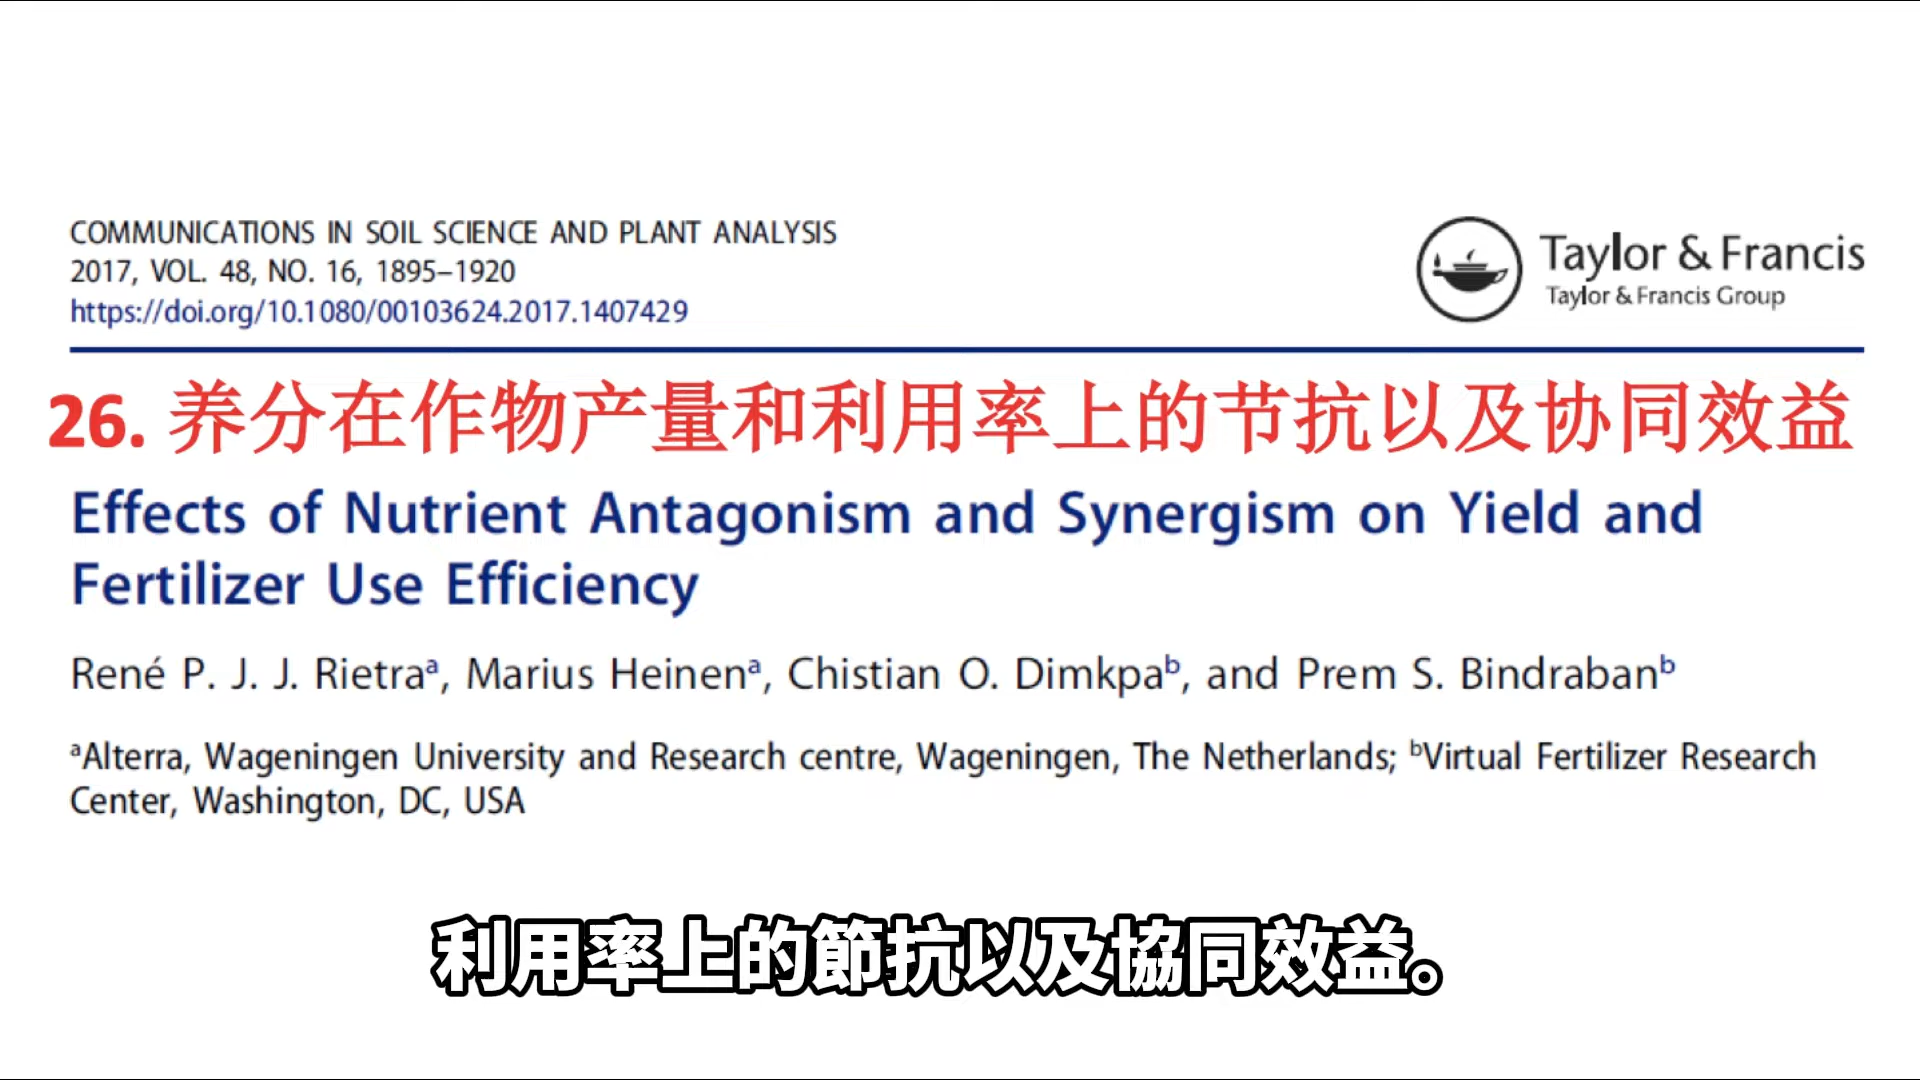 COMMUNICATIONS IN SOIL SCIENCE AND PLANT ANALYSIS
2017, VOL. 48, NO. 16, 1895–1920
https://doi.org/10.1080/00103624.2017.1407429
Taylor & Francis
Taylor & Francis Group
26. 养分在作物产量和利用率上的节抗以及协同效益
Effects of Nutrient Antagonism and Synergism on Yield and
Fertilizer Use Efficiency
René P. J. J. Rietraᵃ, Marius Heinenᵃ, Chistian O. Dimkpaᵇ, and Prem S. Bindrabanᵇ
ᵃAlterra, Wageningen University and Research centre, Wageningen, The Netherlands; ᵇVirtual Fertilizer Research
Center, Washington, DC, USA
利用率上的節抗以及協同效益。